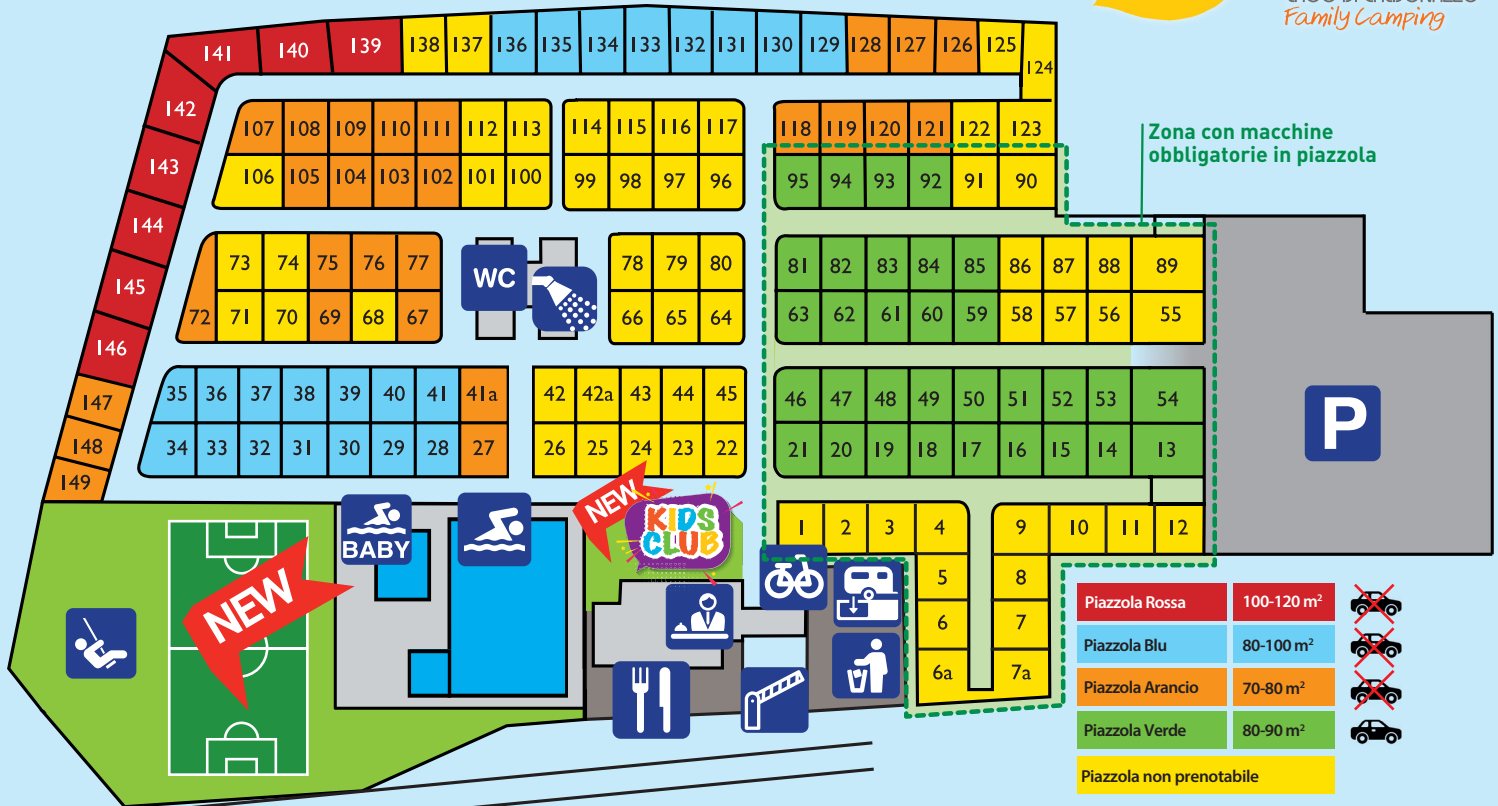 LAGO DI CALDONAZZO
Family Camping
141 140 139 138 137 136 135 134 133 132 131 130 129 128 127 126 125
124
142
107 108 109 110 111 112 113 114 115 116 117 118 119 120 121 122 123
Zona con macchine
obbligatorie in piazzola
143
106 105 104 103 102 101 100 99 98 97 96 95 94 93 92 91 90
144
73 74 75 76 77 WC 78 79 80 81 82 83 84 85 86 87 88 89
145
72 71 70 69 68 67 66 65 64 63 62 61 60 59 58 57 56 55
146
35 36 37 38 39 40 41 41a 42 42a 43 44 45 46 47 48 49 50 51 52 53 54
147
P
148
34 33 32 31 30 29 28 27 26 25 24 23 22 21 20 19 18 17 16 15 14 13
149
NEW
KIDS
CLUB
1 2 3 4 9 10 11 12
BABY
5 8
NEW
6 7
6a 7a
Piazzola Rossa 100-120 m²
Piazzola Blu 80-100 m²
Piazzola Arancio 70-80 m²
Piazzola Verde 80-90 m²
Piazzola non prenotabile